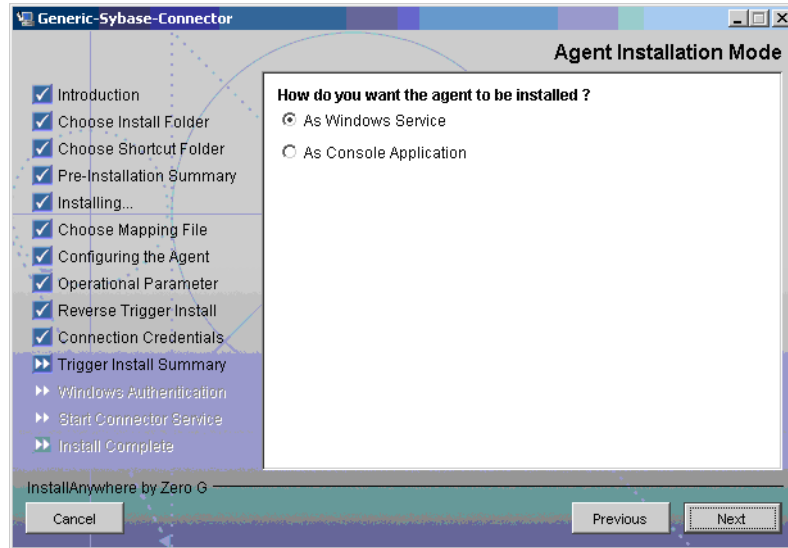 Generic-Sybase-Connector
Agent Installation Mode
Introduction
Choose Install Folder
Choose Shortcut Folder
Pre-Installation Summary
Installing...
Choose Mapping File
Configuring the Agent
Operational Parameter
Reverse Trigger Install
Connection Credentials
Trigger Install Summary
Windows Authentication
Start Connector Service
Install Complete
How do you want the agent to be installed ?
As Windows Service
As Console Application
InstallAnywhere by Zero G
Cancel
Previous
Next